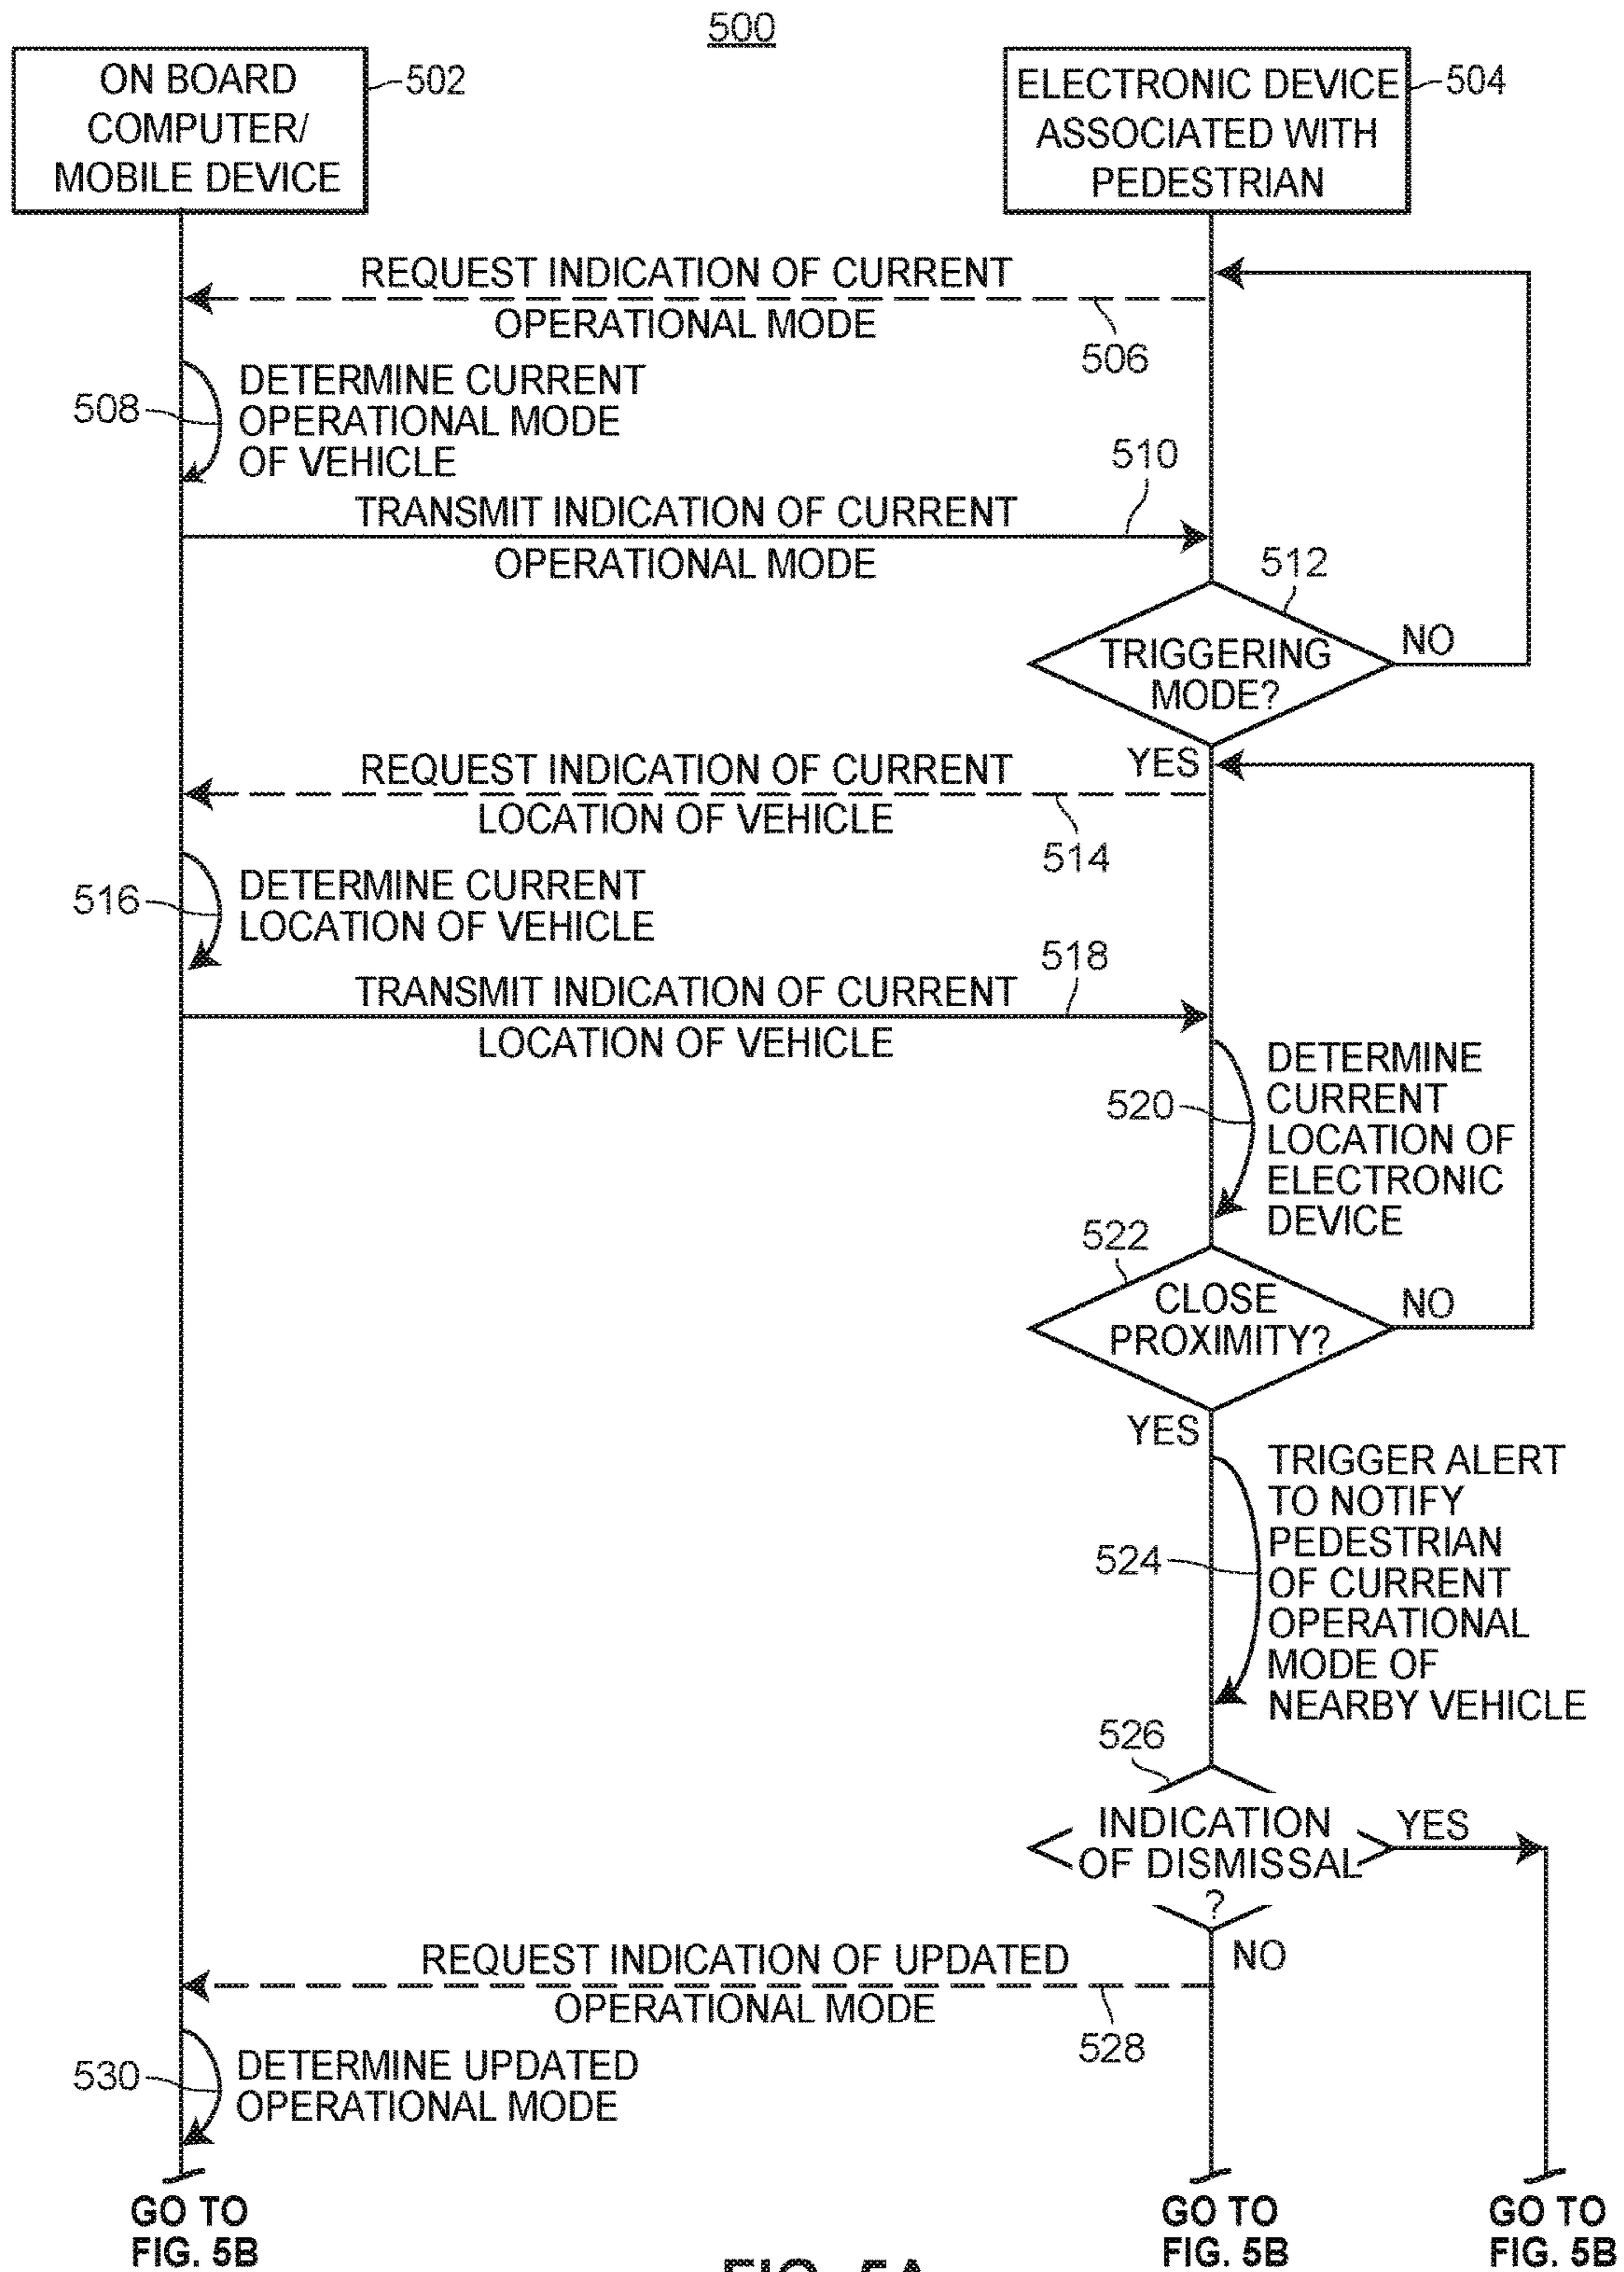 500
ON BOARD
COMPUTER/
MOBILE DEVICE
502
ELECTRONIC DEVICE
ASSOCIATED WITH
PEDESTRIAN
504
REQUEST INDICATION OF CURRENT
OPERATIONAL MODE
506
508
DETERMINE CURRENT
OPERATIONAL MODE
OF VEHICLE
510
TRANSMIT INDICATION OF CURRENT
OPERATIONAL MODE
512
TRIGGERING
MODE?
NO
YES
REQUEST INDICATION OF CURRENT
LOCATION OF VEHICLE
514
516
DETERMINE CURRENT
LOCATION OF VEHICLE
518
TRANSMIT INDICATION OF CURRENT
LOCATION OF VEHICLE
520
DETERMINE
CURRENT
LOCATION OF
ELECTRONIC
DEVICE
522
CLOSE
PROXIMITY?
NO
YES
524
TRIGGER ALERT
TO NOTIFY
PEDESTRIAN
OF CURRENT
OPERATIONAL
MODE OF
NEARBY VEHICLE
526
INDICATION
OF DISMISSAL
?
YES
NO
REQUEST INDICATION OF UPDATED
OPERATIONAL MODE
528
530
DETERMINE UPDATED
OPERATIONAL MODE
GO TO
FIG. 5B
GO TO
FIG. 5B
GO TO
FIG. 5B
FIG. 5A